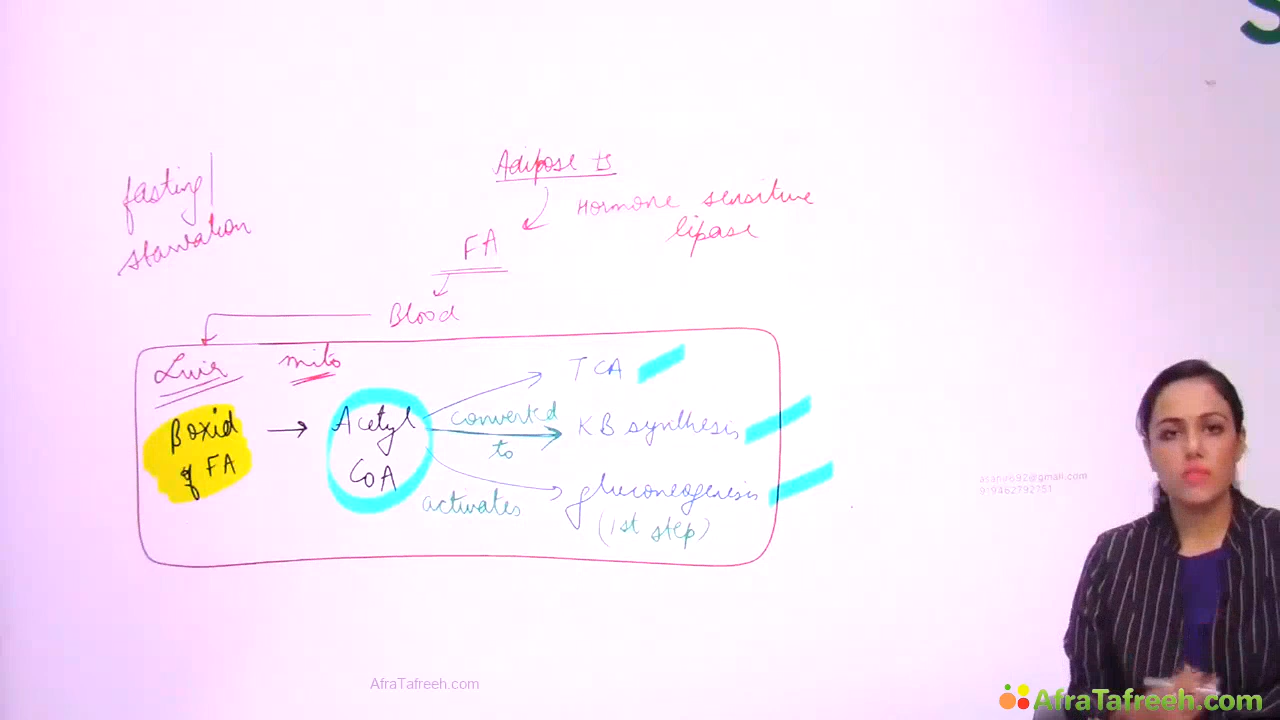 fasting/
starvation
Adipose ts
Hormone sensitive
lipase
FA
Blood
Liver
mito
β oxid
of FA
Acetyl
CoA
TCA
converted
to
KB synthesis
activates
gluconeogenesis
(1st step)
919462792751
AfraTafreeh.com
AfraTafreeh.com